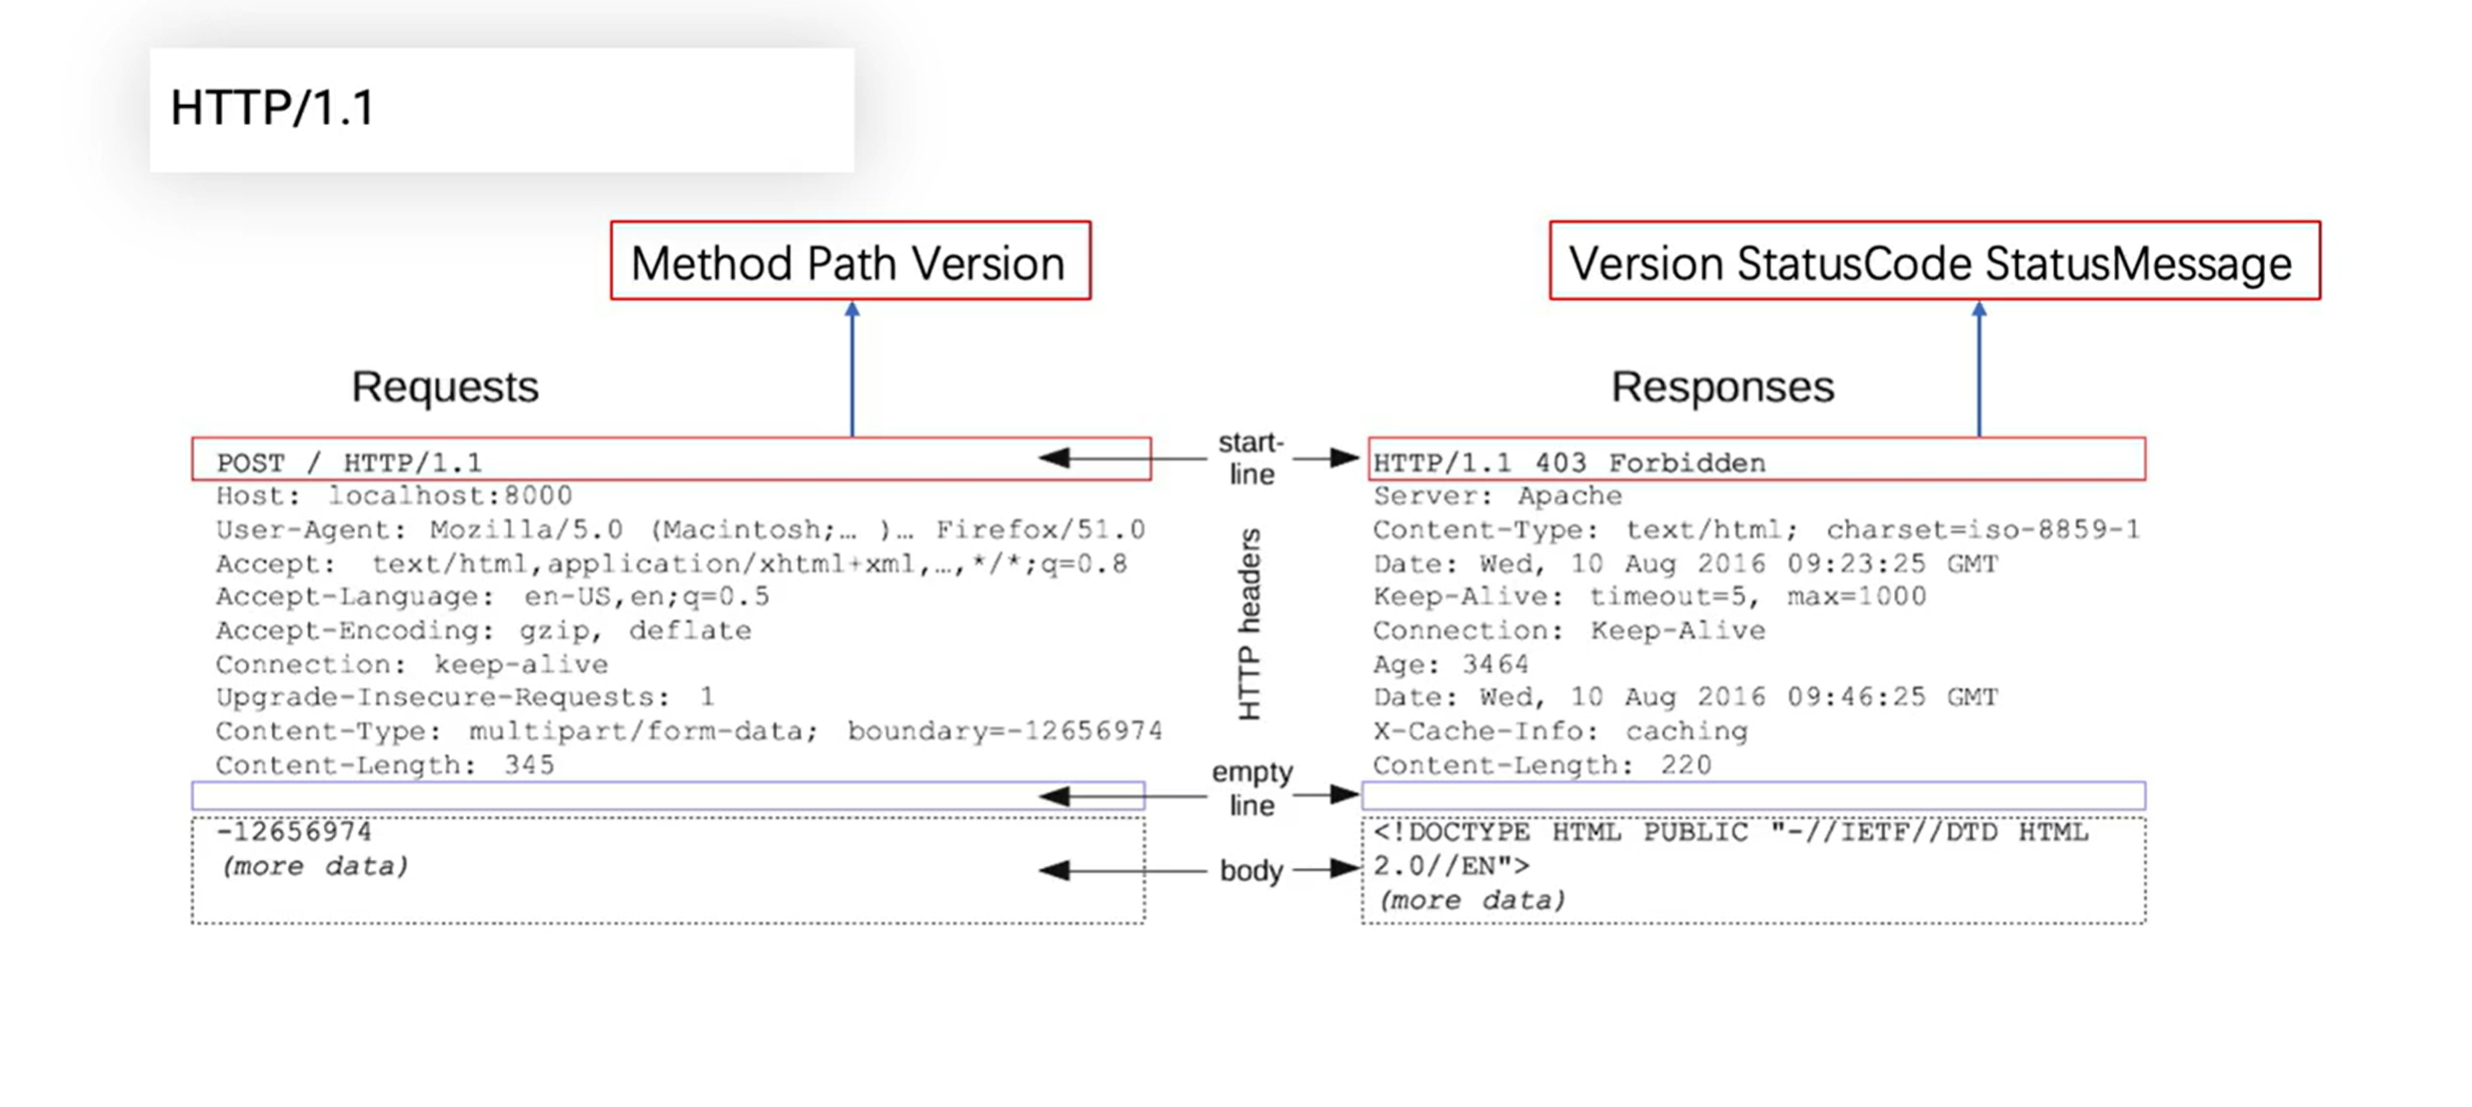 HTTP/1.1
Method Path Version
Version StatusCode StatusMessage
Requests
Responses
POST / HTTP/1.1
Host: localhost:8000
User-Agent: Mozilla/5.0 (Macintosh;… )… Firefox/51.0
Accept: text/html,application/xhtml+xml,…,*/*;q=0.8
Accept-Language: en-US,en;q=0.5
Accept-Encoding: gzip, deflate
Connection: keep-alive
Upgrade-Insecure-Requests: 1
Content-Type: multipart/form-data; boundary=-12656974
Content-Length: 345
-12656974
(more data)
start-
line
HTTP headers
empty
line
body
HTTP/1.1 403 Forbidden
Server: Apache
Content-Type: text/html; charset=iso-8859-1
Date: Wed, 10 Aug 2016 09:23:25 GMT
Keep-Alive: timeout=5, max=1000
Connection: Keep-Alive
Age: 3464
Date: Wed, 10 Aug 2016 09:46:25 GMT
X-Cache-Info: caching
Content-Length: 220
<!DOCTYPE HTML PUBLIC "-//IETF//DTD HTML
2.0//EN">
(more data)